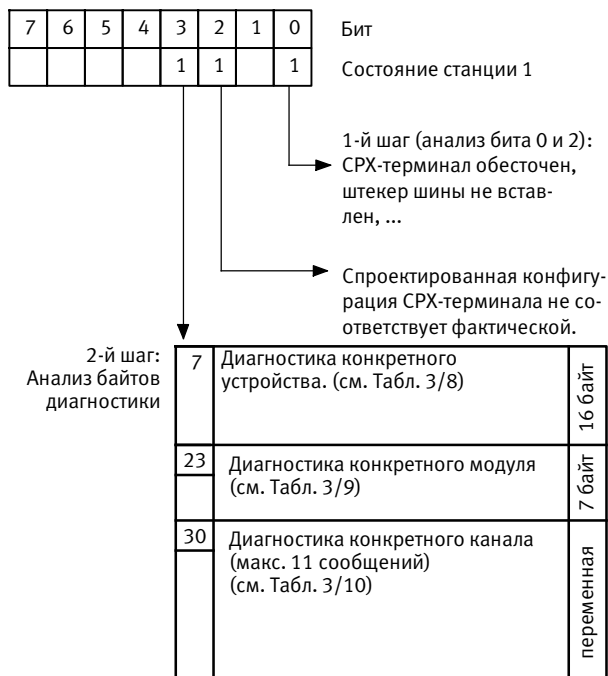 7 6 5 4 3 2 1 0 Бит
1 1 1 Состояние станции 1
1-й шаг (анализ бита 0 и 2):
CPX-терминал обесточен,
штекер шины не встав-
лен, ...
Спроектированная конфигу-
рация CPX-терминала не со-
ответствует фактической.
2-й шаг:
Анализ байтов
диагностики
7 Диагностика конкретного
устройства. (см. Табл. 3/8)
16 байт
23 Диагностика конкретного модуля
(см. Табл. 3/9)
7 байт
30 Диагностика конкретного канала
(макс. 11 сообщений)
(см. Табл. 3/10)
переменная